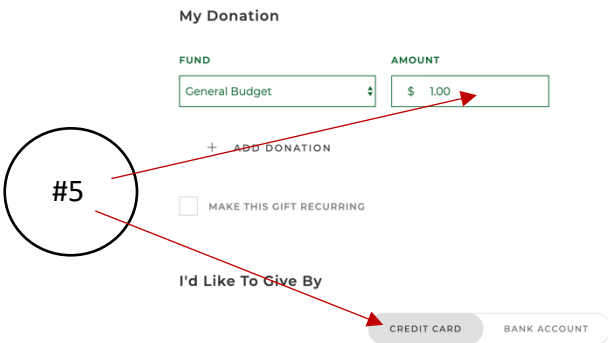 My Donation
FUND AMOUNT
General Budget $ 1.00
+ ADD DONATION
#5
MAKE THIS GIFT RECURRING
I'd Like To Give By
CREDIT CARD BANK ACCOUNT